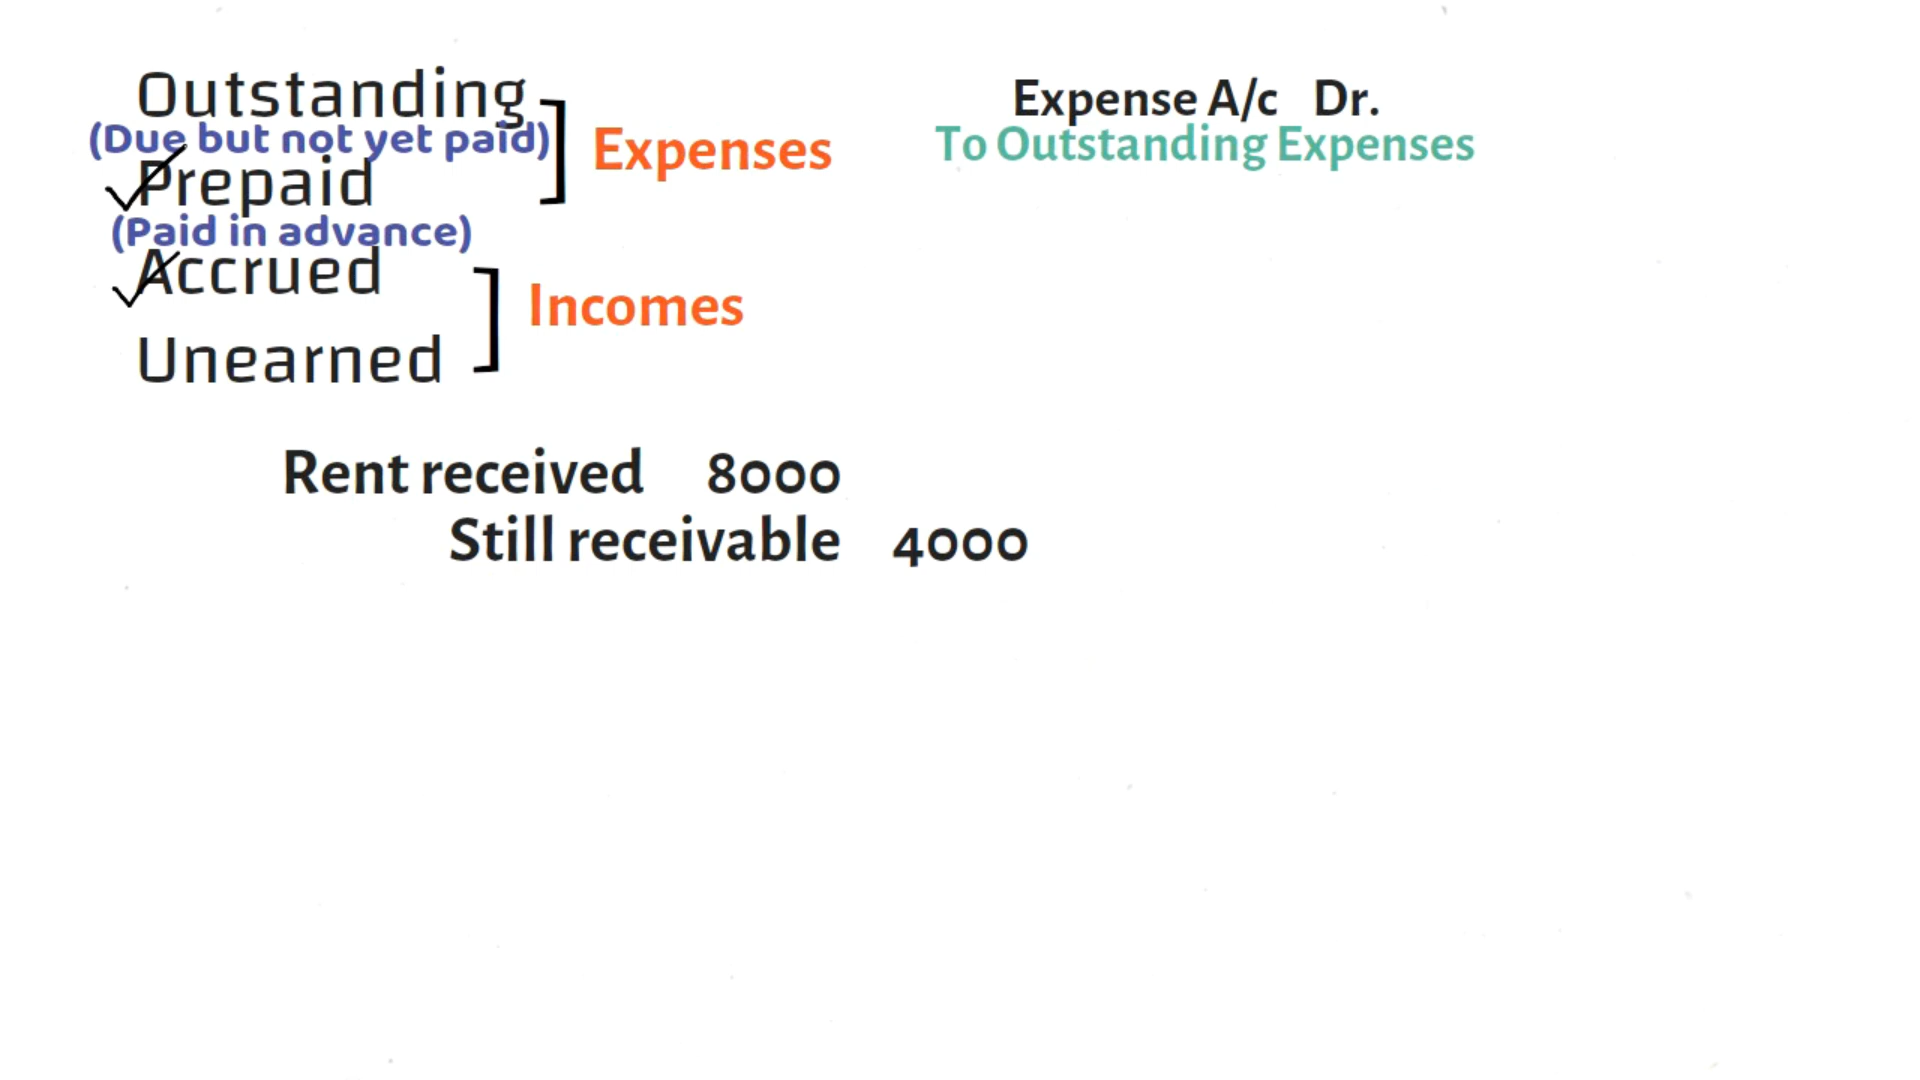 Outstanding
(Due but not yet paid)
Prepaid
(Paid in advance)
Expenses
Accrued
Unearned
Incomes
Expense A/c Dr.
To Outstanding Expenses
Rent received 8000
Still receivable 4000